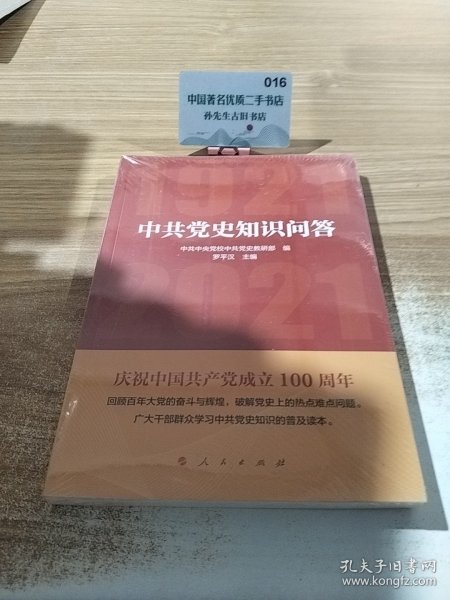 016
中国著名优质二手书店
孙先生古旧书店
1921
中共党史知识问答
中共中央党校中共党史教研部 编
罗平汉 主编
2021
庆祝中国共产党成立100周年
回顾百年大党的奋斗与辉煌，破解党史上的热点难点问题。
广大干部群众学习中共党史知识的普及读本。
人民出版社
孔夫子旧书网
www.kongfz.com